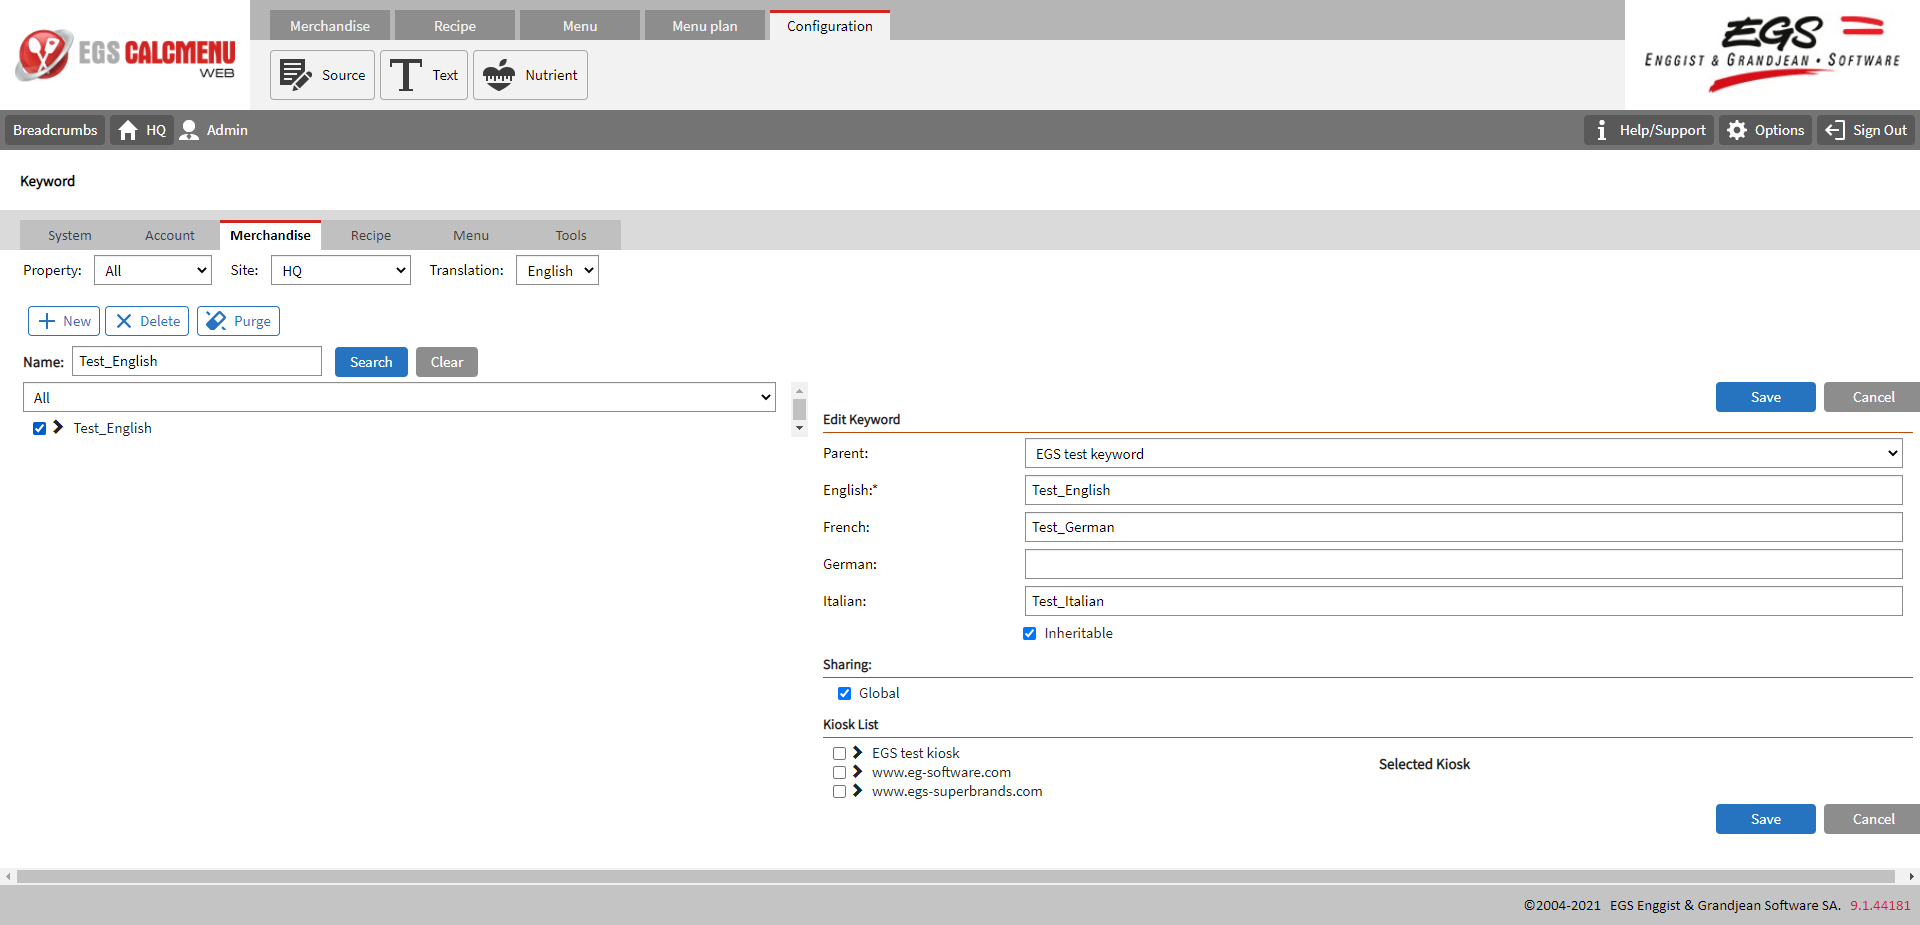 EGS CALCMENU
WEB
Merchandise Recipe Menu Menu plan Configuration
Source Text Nutrient
EGS
ENGGIST & GRANDJEAN • SOFTWARE
Breadcrumbs HQ Admin Help/Support Options Sign Out
Keyword
System Account Merchandise Recipe Menu Tools
Property: All Site: HQ Translation: English
New Delete Purge
Name: Test_English Search Clear
All
Test_English
Save Cancel
Edit Keyword
Parent: EGS test keyword
English:* Test_English
French: Test_German
German:
Italian: Test_Italian
Inheritable
Sharing:
Global
Kiosk List
EGS test kiosk
www.eg-software.com
www.egs-superbrands.com
Selected Kiosk
Save Cancel
©2004-2021 EGS Enggist & Grandjean Software SA. 9.1.44181